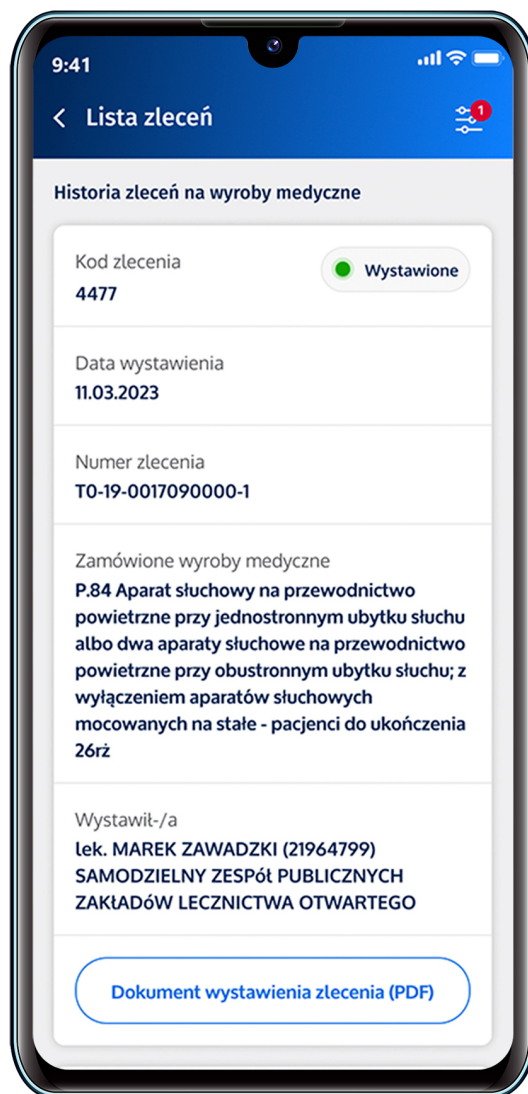 9:41
Lista zleceń
1
Historia zleceń na wyroby medyczne
Kod zlecenia
4477
Wystawione
Data wystawienia
11.03.2023
Numer zlecenia
T0-19-0017090000-1
Zamówione wyroby medyczne
P.84 Aparat słuchowy na przewodnictwo
powietrzne przy jednostronnym ubytku słuchu
albo dwa aparaty słuchowe na przewodnictwo
powietrzne przy obustronnym ubytku słuchu; z
wyłączeniem aparatów słuchowych
mocowanych na stałe - pacjenci do ukończenia
26rż
Wystawił-/a
lek. MAREK ZAWADZKI (21964799)
SAMODZIELNY ZESPół PUBLICZNYCH
ZAKłADóW LECZNICTWA OTWARTEGO
Dokument wystawienia zlecenia (PDF)